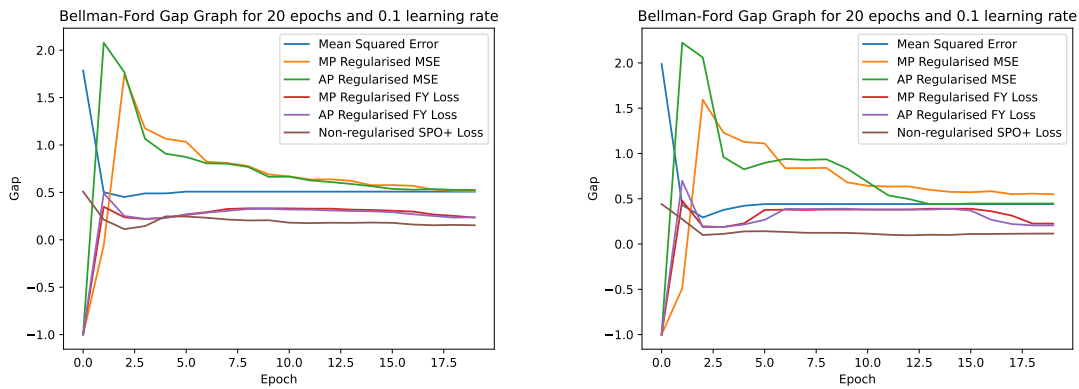 Bellman-Ford Gap Graph for 20 epochs and 0.1 learning rate
Mean Squared Error
MP Regularised MSE
AP Regularised MSE
MP Regularised FY Loss
AP Regularised FY Loss
Non-regularised SPO+ Loss
2.0
1.5
1.0
0.5
0.0
−0.5
−1.0
Gap
0.0 2.5 5.0 7.5 10.0 12.5 15.0 17.5
Epoch
Bellman-Ford Gap Graph for 20 epochs and 0.1 learning rate
Mean Squared Error
MP Regularised MSE
AP Regularised MSE
MP Regularised FY Loss
AP Regularised FY Loss
Non-regularised SPO+ Loss
2.0
1.5
1.0
0.5
0.0
−0.5
−1.0
Gap
0.0 2.5 5.0 7.5 10.0 12.5 15.0 17.5
Epoch